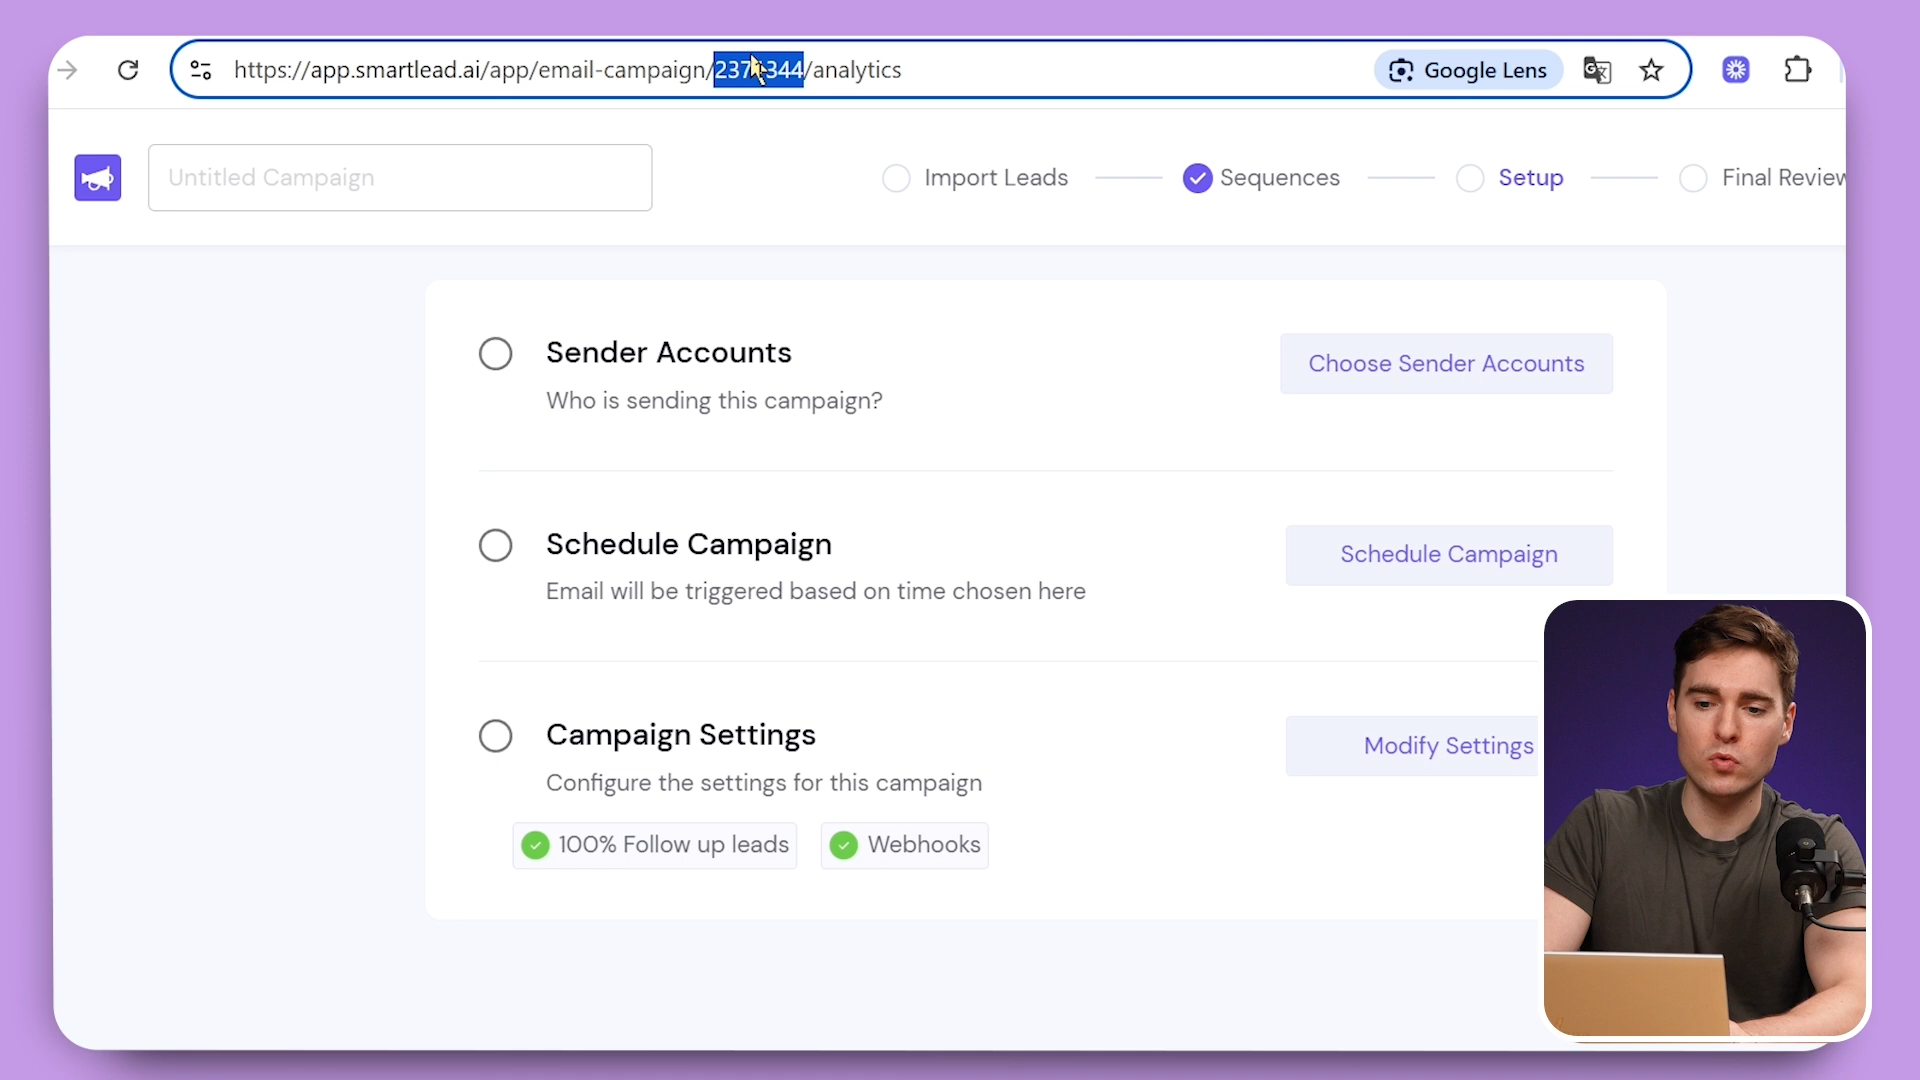 https://app.smartlead.ai/app/email-campaign/ /analytics
Google Lens
Untitled Campaign
Import Leads
Sequences
Setup
Final Review
Sender Accounts
Who is sending this campaign?
Choose Sender Accounts
Schedule Campaign
Email will be triggered based on time chosen here
Schedule Campaign
Campaign Settings
Configure the settings for this campaign
Modify Settings
100% Follow up leads
Webhooks